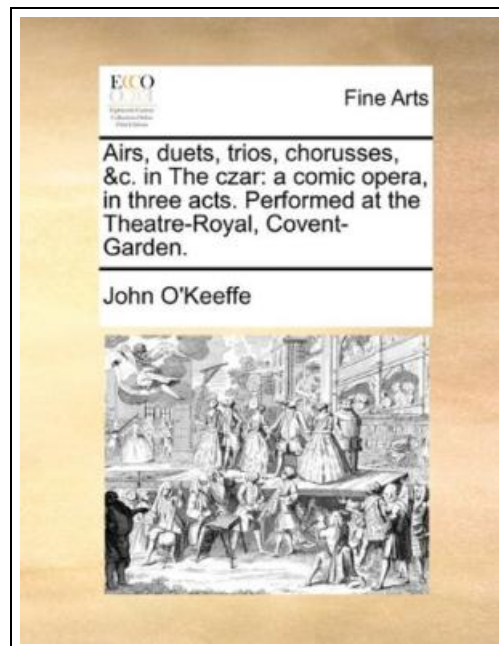 ECCO
Fine Arts
Airs, duets, trios, chorusses,
&c. in The czar: a comic opera,
in three acts. Performed at the
Theatre-Royal, Covent-
Garden.
John O'Keeffe